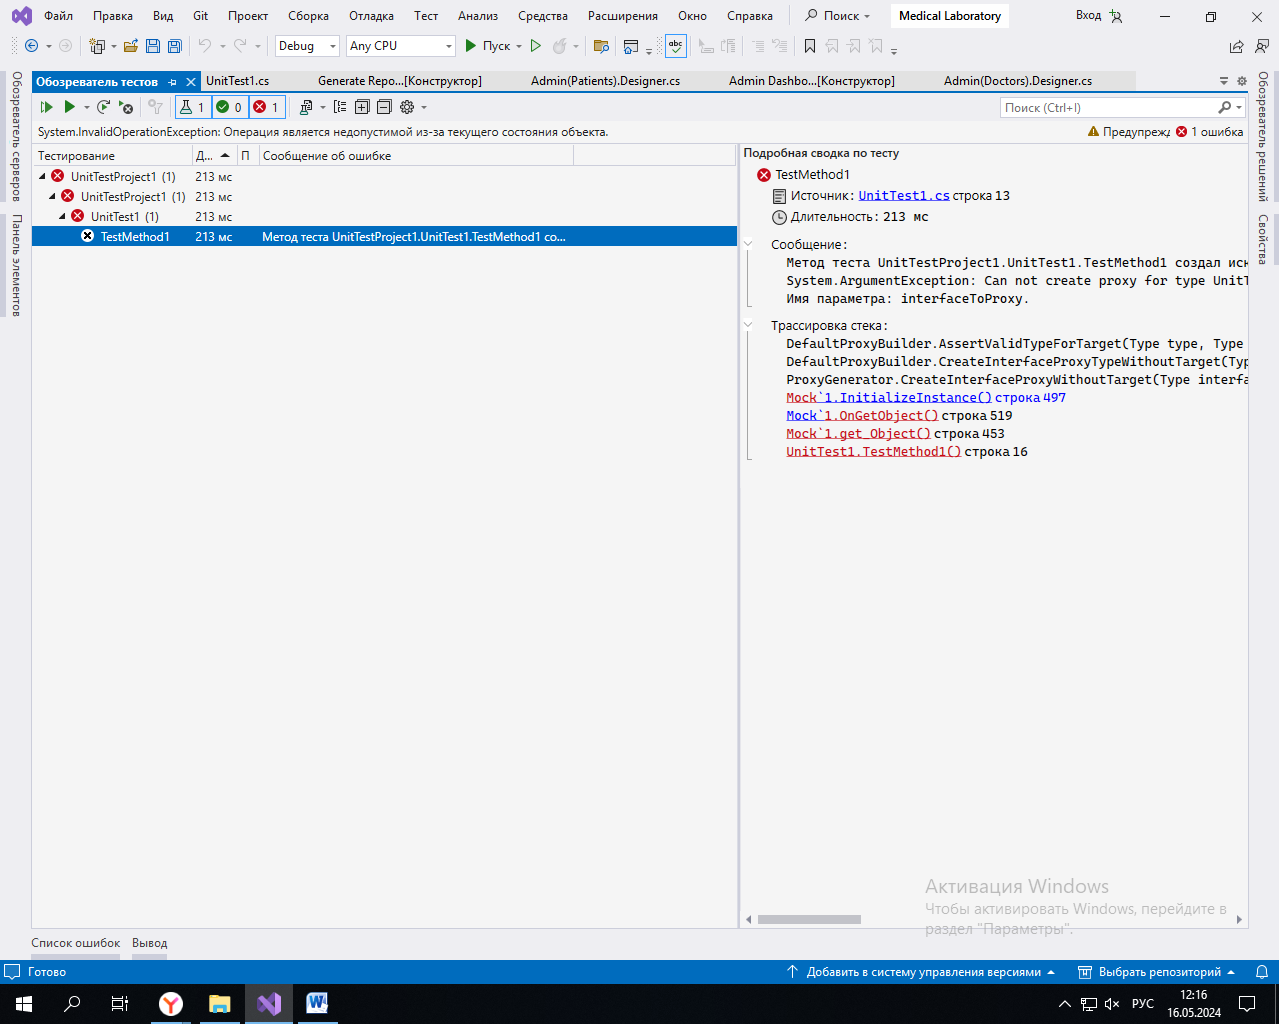 Файл Правка Вид Git Проект Сборка Отладка Тест Анализ Средства Расширения Окно Справка Поиск Medical Laboratory Вход
Debug Any CPU Пуск abc
Обозреватель тестов UnitTest1.cs Generate Repo...[Конструктор] Admin(Patients).Designer.cs Admin Dashbo...[Конструктор] Admin(Doctors).Designer.cs
1 0 1 Поиск (Ctrl+I)
System.InvalidOperationException: Операция является недопустимой из-за текущего состояния объекта. Предупрежд 1 ошибка
Обозреватель серверов
Панель элементов
Тестирование Д... П Сообщение об ошибке
UnitTestProject1 (1) 213 мс
UnitTestProject1 (1) 213 мс
UnitTest1 (1) 213 мс
TestMethod1 213 мс Метод теста UnitTestProject1.UnitTest1.TestMethod1 со...
Подробная сводка по тесту
TestMethod1
Источник: UnitTest1.cs строка 13
Длительность: 213 мс
Сообщение:
Метод теста UnitTestProject1.UnitTest1.TestMethod1 создал иск
System.ArgumentException: Can not create proxy for type UnitT
Имя параметра: interfaceToProxy.
Трассировка стека:
DefaultProxyBuilder.AssertValidTypeForTarget(Type type, Type
DefaultProxyBuilder.CreateInterfaceProxyTypeWithoutTarget(Typ
ProxyGenerator.CreateInterfaceProxyWithoutTarget(Type interfa
Mock`1.InitializeInstance() строка 497
Mock`1.OnGetObject() строка 519
Mock`1.get_Object() строка 453
UnitTest1.TestMethod1() строка 16
Обозреватель решений
Свойства
Активация Windows
Чтобы активировать Windows, перейдите в
раздел "Параметры".
Список ошибок Вывод
Готово Добавить в систему управления версиями Выбрать репозиторий
РУС 12:16
16.05.2024